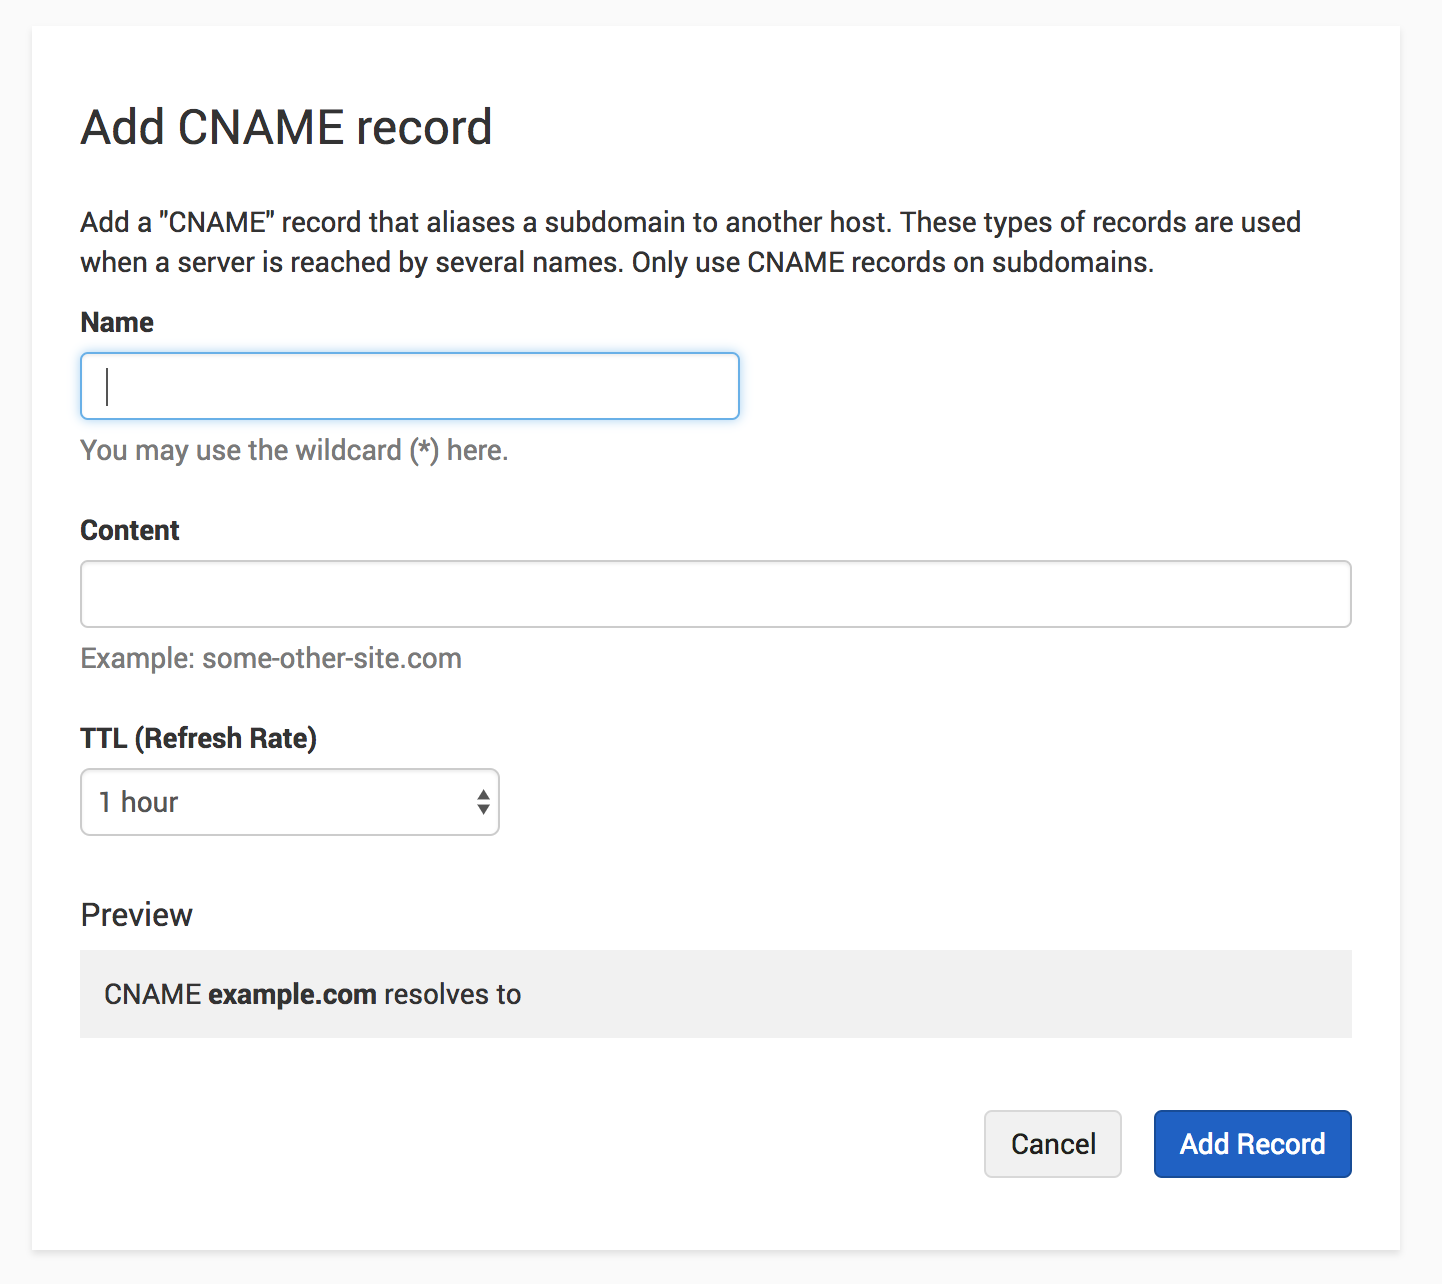 Add CNAME record
Add a "CNAME" record that aliases a subdomain to another host. These types of records are used
when a server is reached by several names. Only use CNAME records on subdomains.
Name
You may use the wildcard (*) here.
Content
Example: some-other-site.com
TTL (Refresh Rate)
1 hour
Preview
CNAME example.com resolves to
Cancel
Add Record